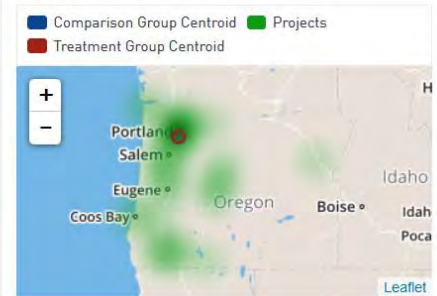 Comparison Group Centroid Projects
Treatment Group Centroid
+
−
H
Portland
Salem
Idaho
Eugene
Oregon
Boise
Idah
Coos Bay
Poca
Leaflet